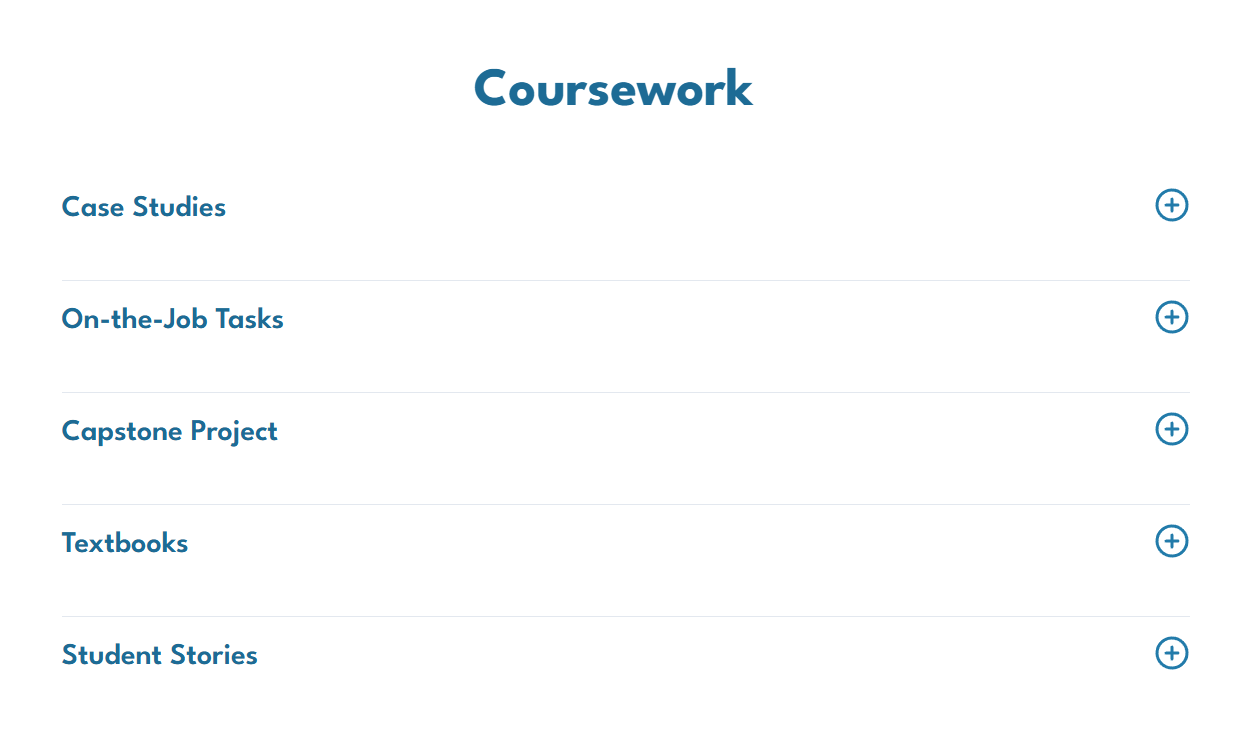 Coursework
Case Studies
On-the-Job Tasks
Capstone Project
Textbooks
Student Stories